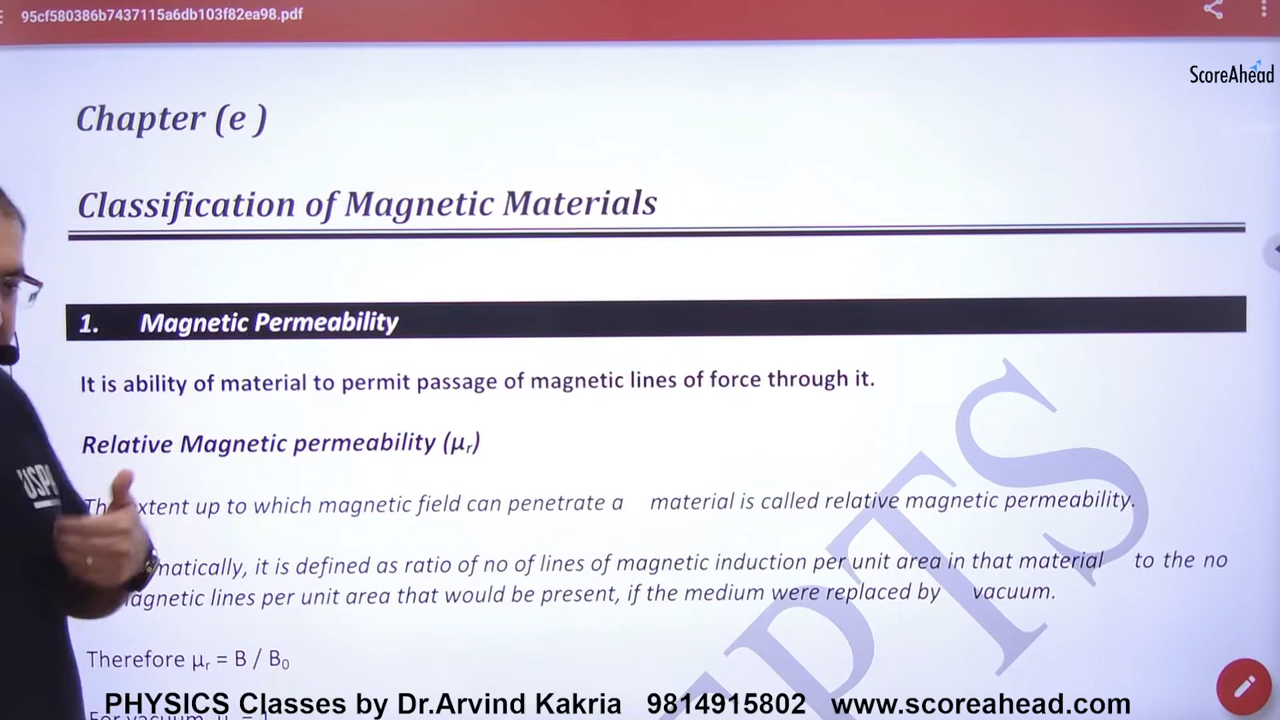 95cf580386b7437115a6db103f82ea98.pdf
ScoreAhead
Chapter (e )
Classification of Magnetic Materials
1. Magnetic Permeability
It is ability of material to permit passage of magnetic lines of force through it.
Relative Magnetic permeability (μr)
extent up to which magnetic field can penetrate a material is called relative magnetic permeability.
it is defined as ratio of no of lines of magnetic induction per unit area in that material to the no
lines per unit area that would be present, if the medium were replaced by vacuum.
Therefore μr = B / B0
PHYSICS Classes by Dr.Arvind Kakria 9814915802 www.scoreahead.com
CPTS